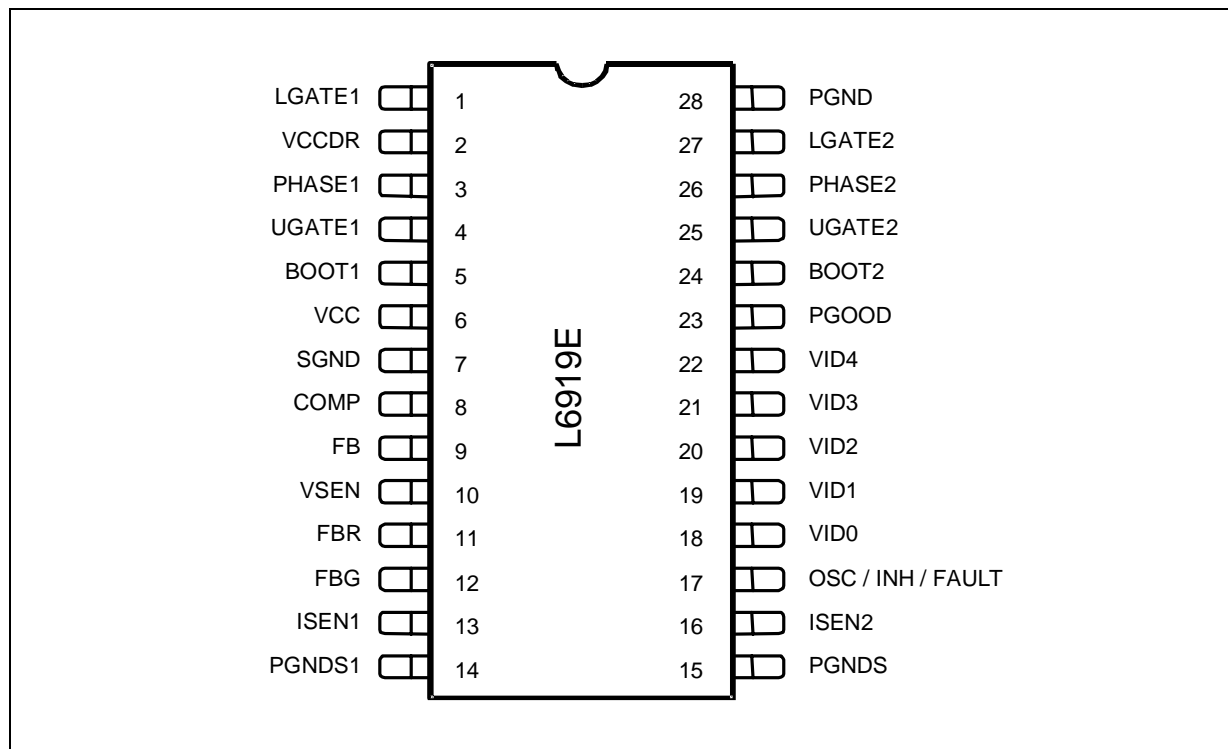 LGATE1 1 28 PGND
VCCDR 2 27 LGATE2
PHASE1 3 26 PHASE2
UGATE1 4 25 UGATE2
BOOT1 5 24 BOOT2
VCC 6 23 PGOOD
SGND 7 22 VID4
COMP 8 21 VID3
FB 9 20 VID2
VSEN 10 19 VID1
FBR 11 18 VID0
FBG 12 17 OSC / INH / FAULT
ISEN1 13 16 ISEN2
PGNDS1 14 15 PGNDS
L6919E